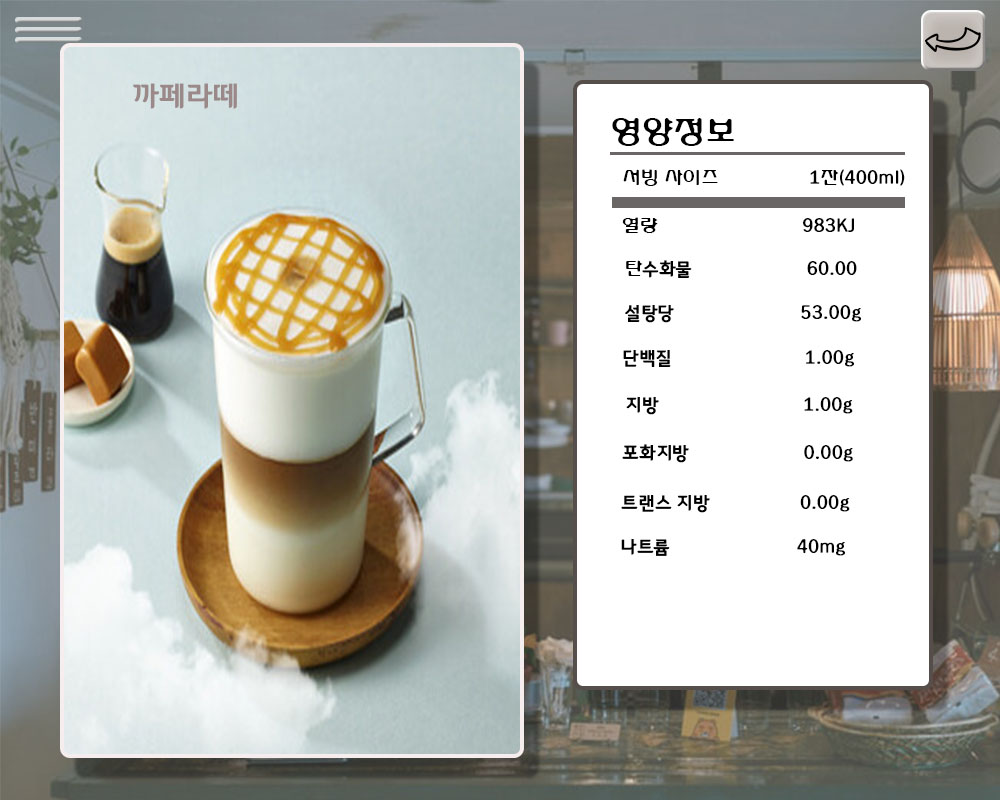 까페라떼
영양정보
서빙 사이즈 1잔(400ml)
열량 983KJ
탄수화물 60.00
설탕당 53.00g
단백질 1.00g
지방 1.00g
포화지방 0.00g
트랜스 지방 0.00g
나트륨 40mg